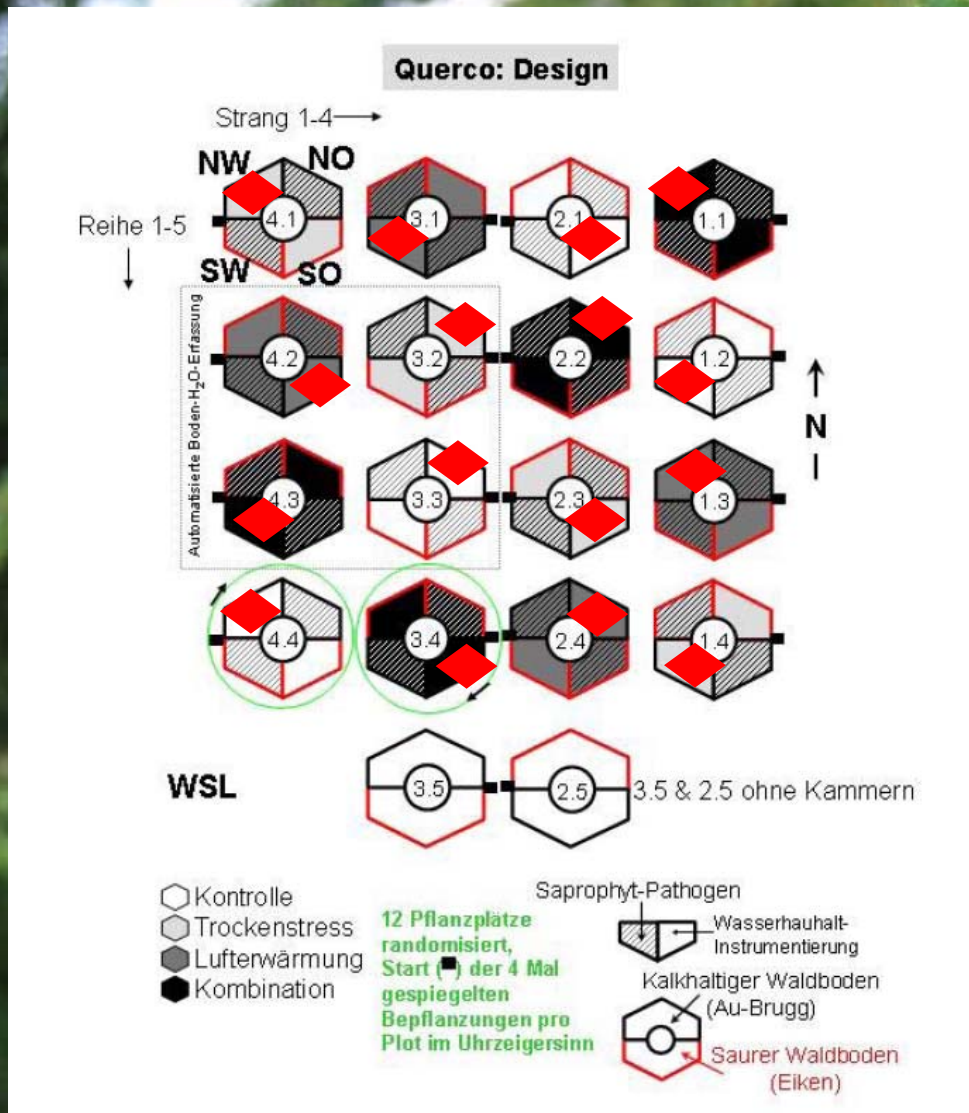 Querco: Design
Strang 1-4
NW NO
4.1 3.1 2.1 1.1
Reihe 1-5
SW SO
Automatisierte Boden-H₂O-Erfassung
4.2 3.2 2.2 1.2
N
4.3 3.3 2.3 1.3
4.4 3.4 2.4 1.4
WSL
3.5 2.5 3.5 & 2.5 ohne Kammern
Kontrolle
Trockenstress
Lufterwärmung
Kombination
12 Pflanzplätze
randomisiert,
Start (■) der 4 Mal
gespiegelten
Bepflanzungen pro
Plot im Uhrzeigersinn
Saprophyt-Pathogen
Wasserhauhalt-
Instrumentierung
Kalkhaltiger Waldboden
(Au-Brugg)
Saurer Waldboden
(Eiken)